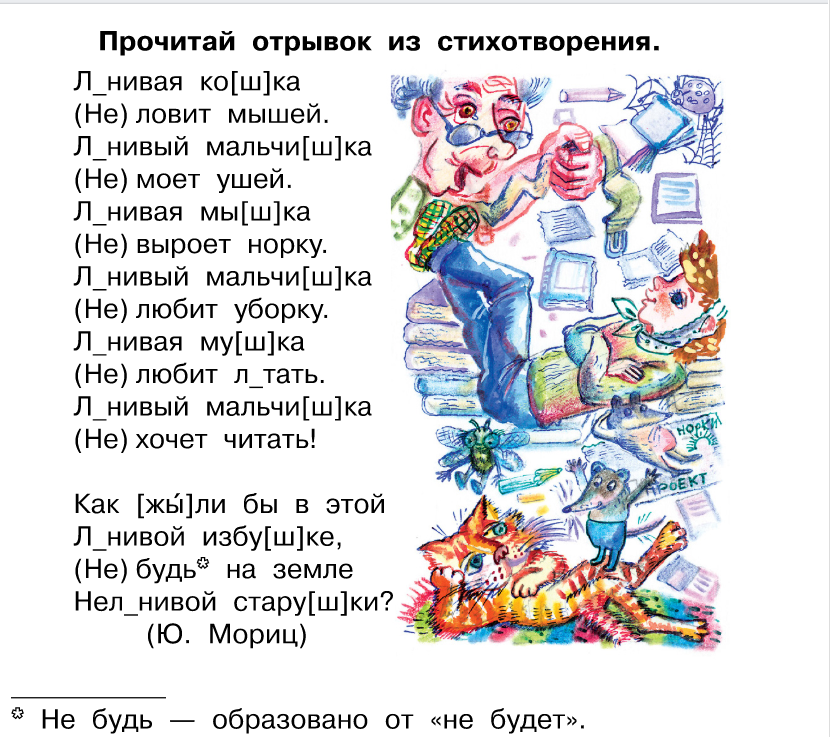 Прочитай отрывок из стихотворения.
Л_нивая ко[ш]ка
(Не) ловит мышей.
Л_нивый мальчи[ш]ка
(Не) моет ушей.
Л_нивая мы[ш]ка
(Не) выроет норку.
Л_нивый мальчи[ш]ка
(Не) любит уборку.
Л_нивая му[ш]ка
(Не) любит л_тать.
Л_нивый мальчи[ш]ка
(Не) хочет читать!
Как [жы́]ли бы в этой
Л_нивой избу[ш]ке,
(Не) будь* на земле
Нел_нивой стару[ш]ки?
(Ю. Мориц)
НОРКИ
РОЕКТ
* Не будь — образовано от «не будет».